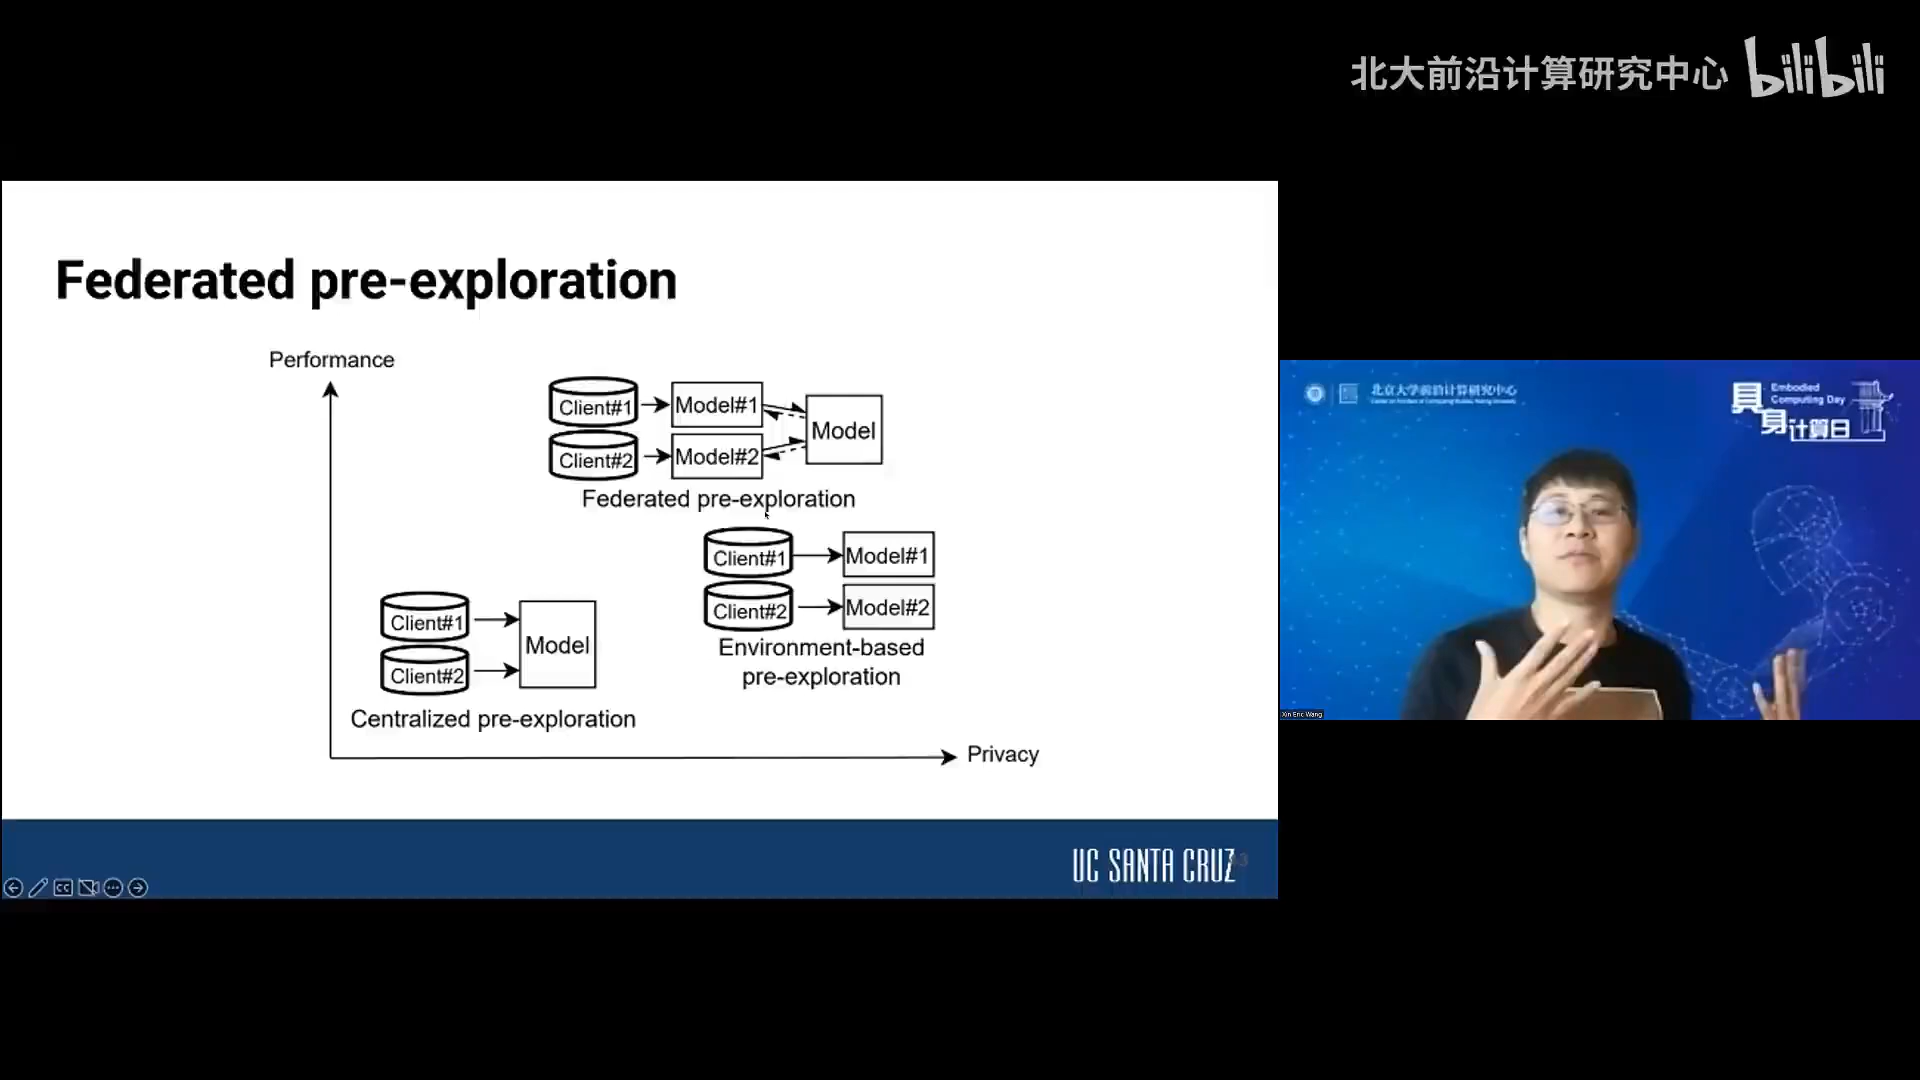 北大前沿计算研究中心 bilibili
Federated pre-exploration
Performance
Client#1
Model#1
Client#2
Model#2
Model
Federated pre-exploration
Client#1
Model#1
Client#2
Model#2
Environment-based
pre-exploration
Client#1
Client#2
Model
Centralized pre-exploration
Privacy
UC SANTA CRUZ
CC
北京大学前沿计算研究中心
具身计算日
Embodied
Computing Day
Xin Eric Wang